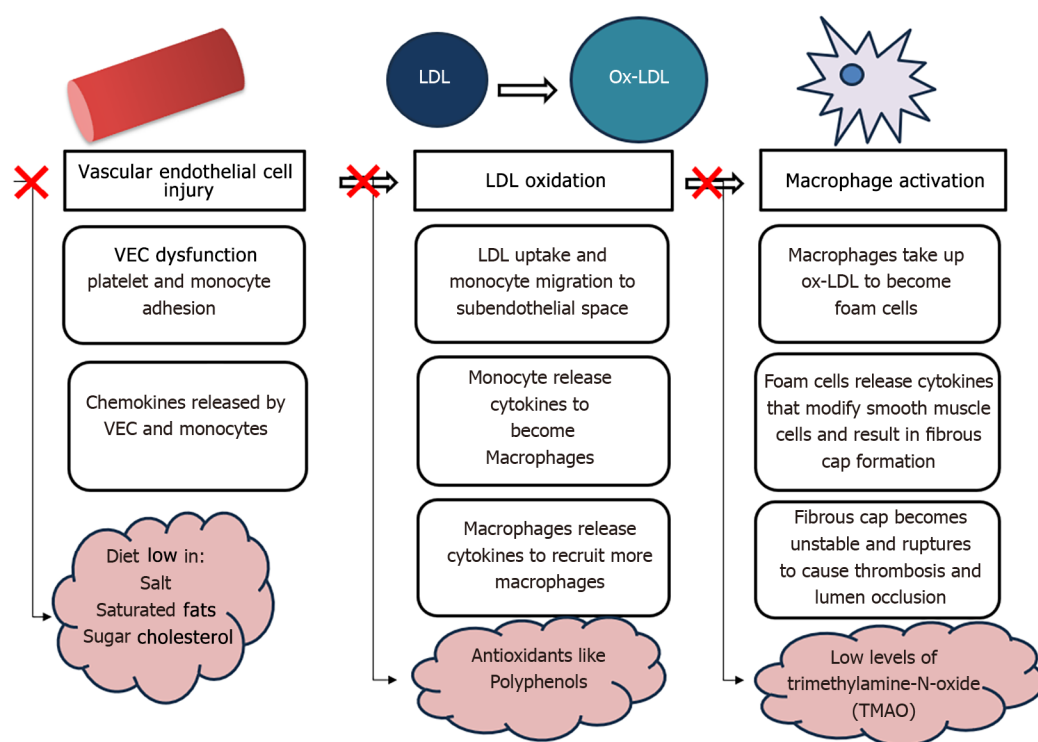 LDL
Ox-LDL
Vascular endothelial cell
injury
LDL oxidation
Macrophage activation
VEC dysfunction
platelet and monocyte
adhesion
Chemokines released by
VEC and monocytes
Diet low in:
Salt
Saturated fats
Sugar cholesterol
LDL uptake and
monocyte migration to
subendothelial space
Monocyte release
cytokines to
become
Macrophages
Macrophages release
cytokines to recruit more
macrophages
Antioxidants like
Polyphenols
Macrophages take up
ox-LDL to become
foam cells
Foam cells release cytokines
that modify smooth muscle
cells and result in fibrous
cap formation
Fibrous cap becomes
unstable and ruptures
to cause thrombosis and
lumen occlusion
Low levels of
trimethylamine-N-oxide
(TMAO)